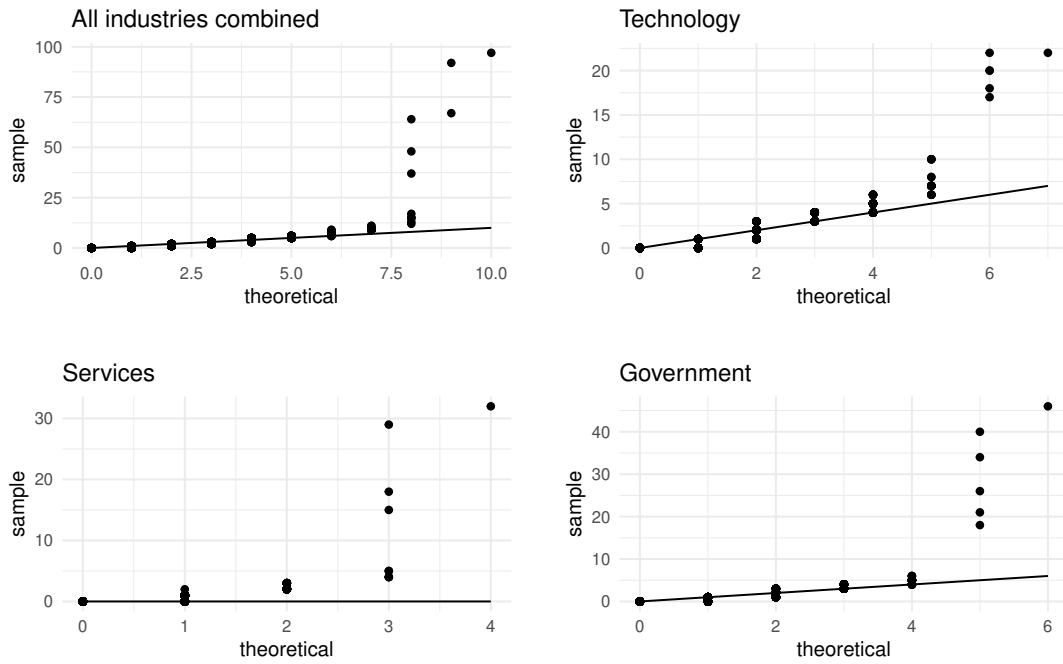 All industries combined
100
75
50
25
0
sample
0.0 2.5 5.0 7.5 10.0
theoretical
Technology
20
15
10
5
0
sample
0 2 4 6
theoretical
Services
30
20
10
0
sample
0 1 2 3 4
theoretical
Government
40
30
20
10
0
sample
0 2 4 6
theoretical